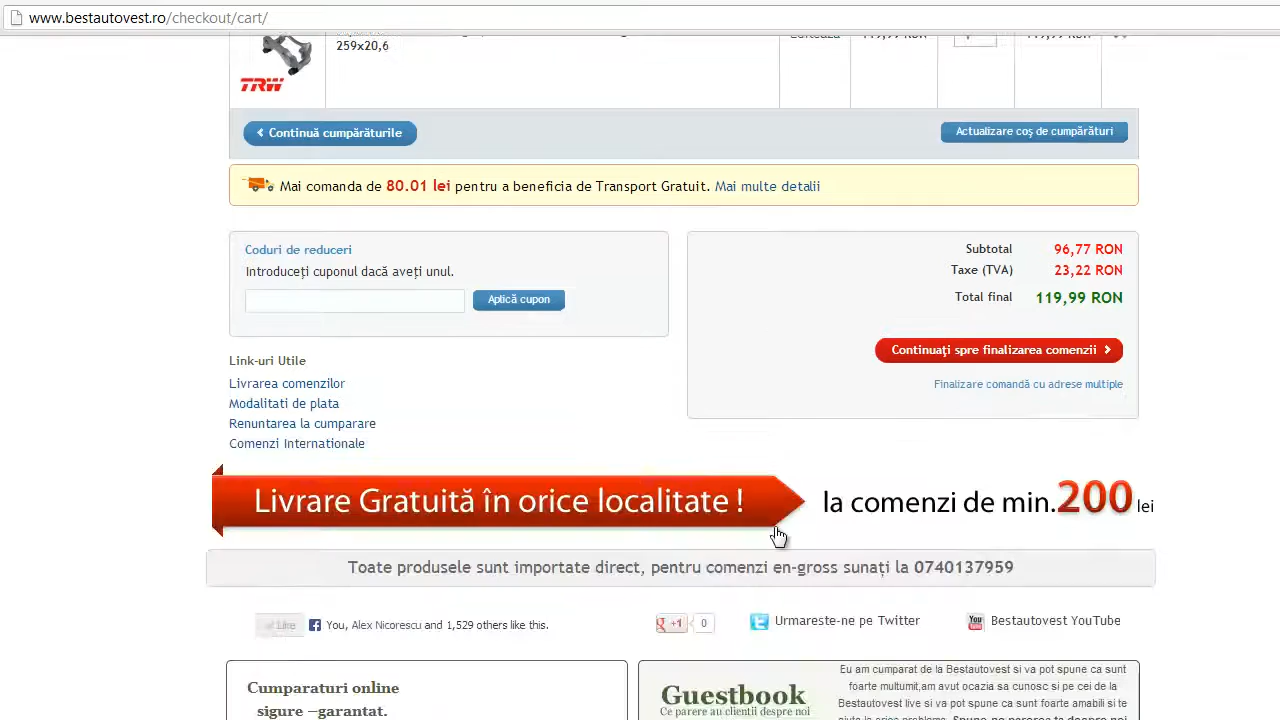 www.bestautovest.ro/checkout/cart/
259x20,6
TRW
Continuă cumpărăturile
Actualizare coş de cumpărături
Mai comanda de 80.01 lei pentru a beneficia de Transport Gratuit. Mai multe detalii
Coduri de reduceri
Introduceţi cuponul dacă aveţi unul.
Aplică cupon
Subtotal 96,77 RON
Taxe (TVA) 23,22 RON
Total final 119,99 RON
Continuaţi spre finalizarea comenzii
Finalizare comandă cu adrese multiple
Link-uri Utile
Livrarea comenzilor
Modalitati de plata
Renuntarea la cumparare
Comenzi Internationale
Livrare Gratuită în orice localitate ! la comenzi de min.200 lei
Toate produsele sunt importate direct, pentru comenzi en-gross sunaţi la 0740137959
Like You, Alex Nicorescu and 1,529 others like this.
+1 0
Urmareste-ne pe Twitter
You Tube Bestautovest YouTube
Cumparaturi online
sigure –garantat.
Guestbook
Ce parere au clientii despre noi
Eu am cumparat de la Bestautovest si va pot spune ca sunt
foarte multumit,am avut ocazia sa cunosc si pe cei de la
Bestautovest live si va pot spune ca sunt foarte amabili si te